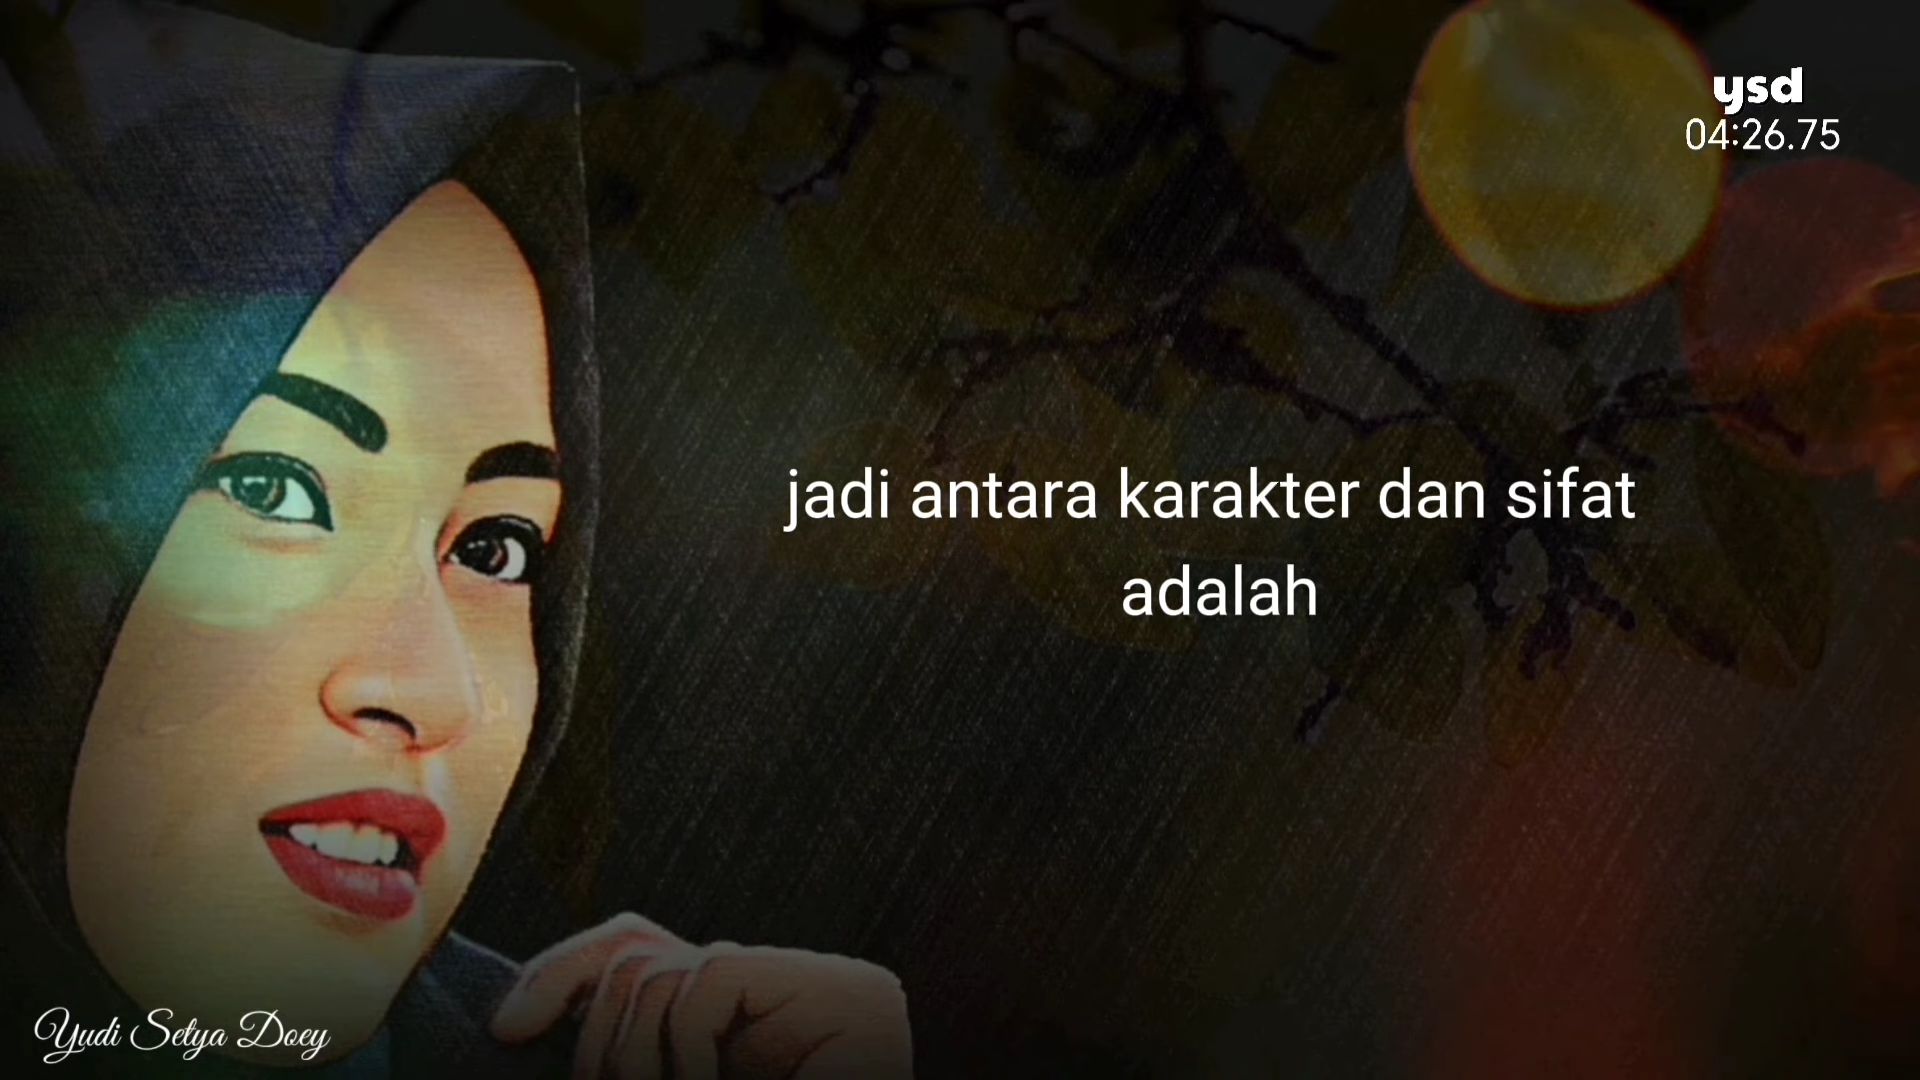 ysd
04:26.75
jadi antara karakter dan sifat
adalah
Yudi Setya Doey